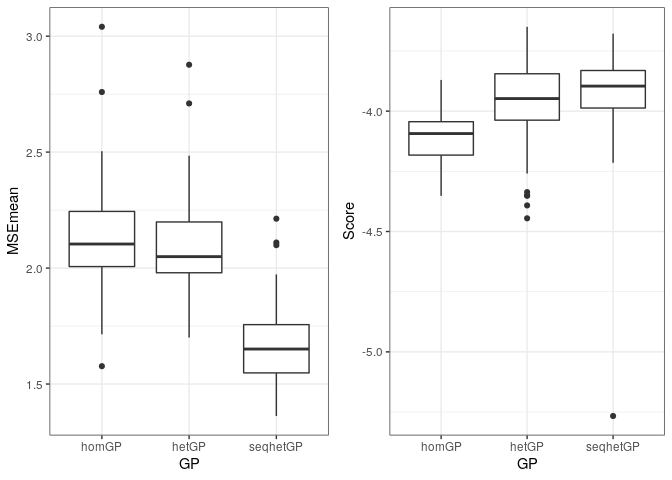 MSEmean
3.0
2.5
2.0
1.5
homGP hetGP seqhetGP
GP
Score
-4.0
-4.5
-5.0
homGP hetGP seqhetGP
GP